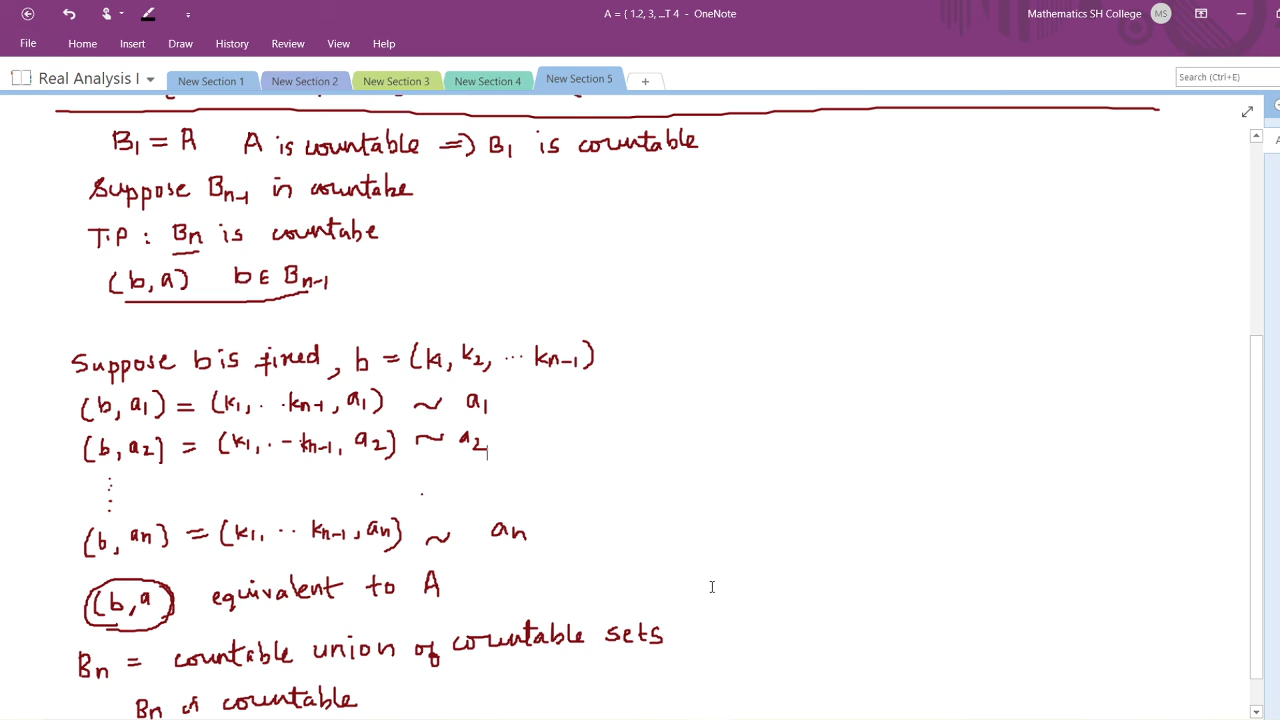 A = { 1.2, 3, ...T 4 - OneNote
Mathematics SH College
MS
File Home Insert Draw History Review View Help
Real Analysis I
New Section 1 New Section 2 New Section 3 New Section 4 New Section 5 +
Search (Ctrl+E)
B1 = A A is countable => B1 is countable
Suppose Bn-1 in countabe
T.P : Bn is countabe
(b, a) b ∈ Bn-1
Suppose b is fixed, b = (k1, k2, ... kn-1)
(b, a1) = (k1, . . kn-1, a1) ~ a1
(b, a2] = (k1, . - kn-1, a2) ~ a2
(b, an) = (k1, .. kn-1, an) ~ an
(b, a) equivalent to A
Bn = countable union of countable sets
Bn is countable